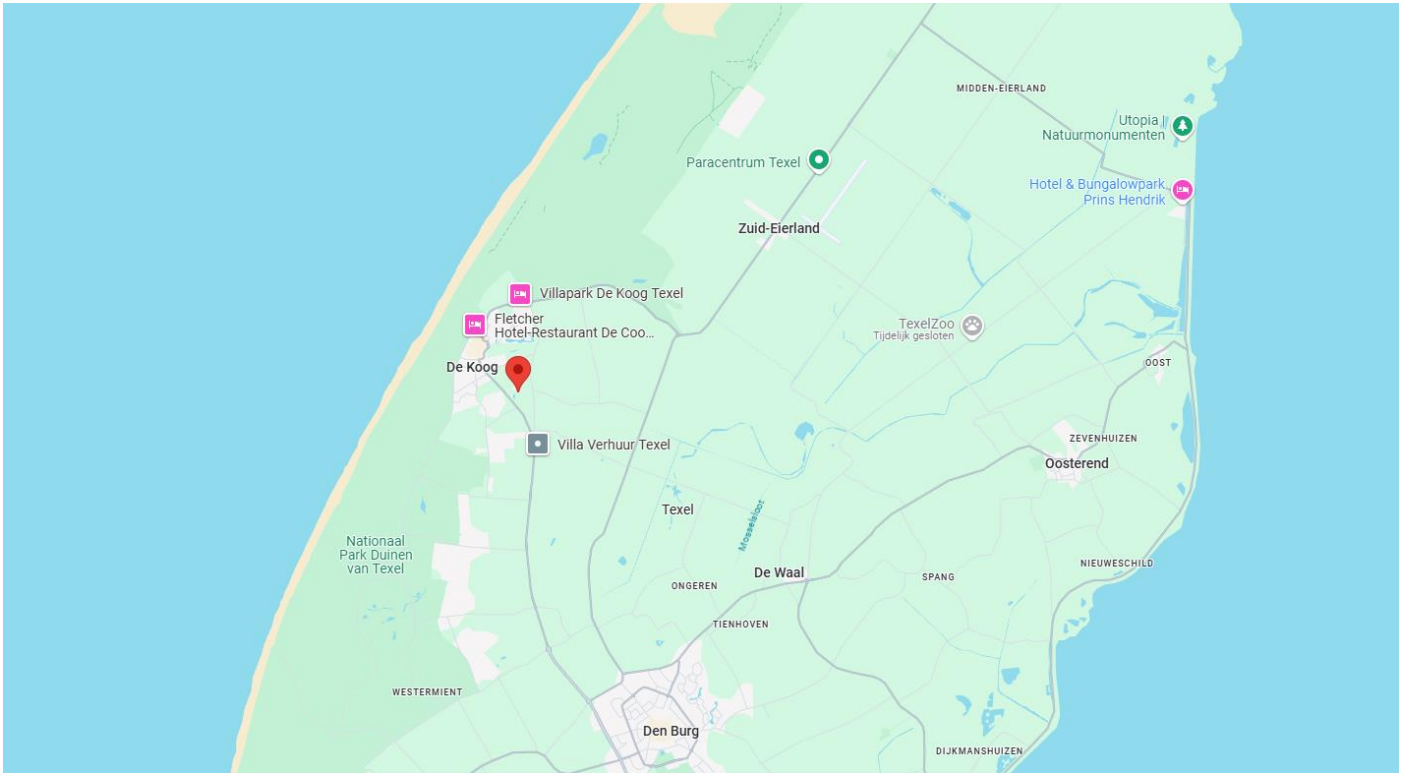 MIDDEN-EIERLAND
Utopia |
Natuurmonumenten
Paracentrum Texel
Hotel & Bungalowpark
Prins Hendrik
Zuid-Eierland
Villapark De Koog Texel
Fletcher
Hotel-Restaurant De Coo...
TexelZoo
Tijdelijk gesloten
De Koog
OOST
ZEVENHUIZEN
Villa Verhuur Texel
Oosterend
Texel
Mosselsloot
Nationaal
Park Duinen
van Texel
NIEUWESCHILD
De Waal
SPANG
ONGEREN
TIENHOVEN
WESTERMIENT
Den Burg
DIJKMANSHUIZEN